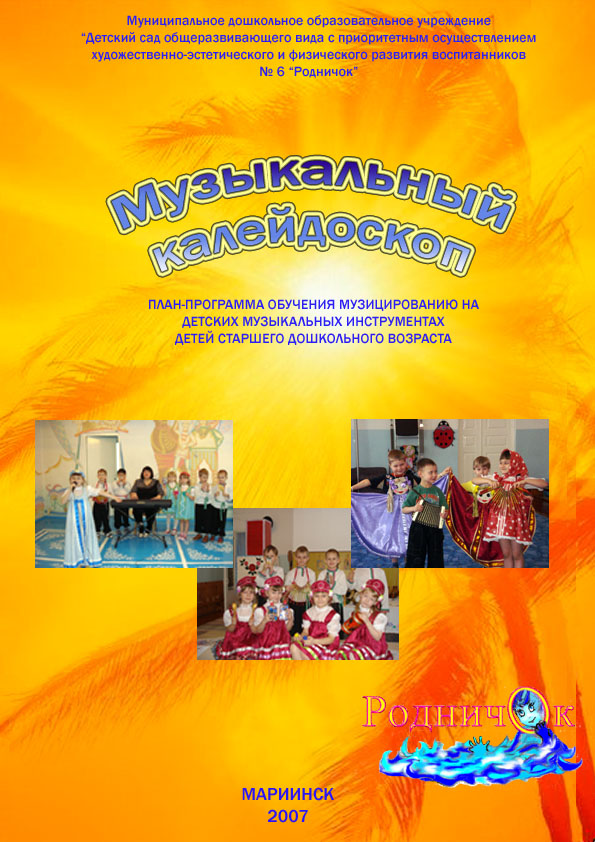 Муниципальное дошкольное образовательное учреждение
“Детский сад общеразвивающего вида с приоритетным осуществлением
художественно-эстетического и физического развития воспитанников
№ 6 “Родничок”
Музыкальный
калейдоскоп
ПЛАН-ПРОГРАММА ОБУЧЕНИЯ МУЗИЦИРОВАНИЮ НА
ДЕТСКИХ МУЗЫКАЛЬНЫХ ИНСТРУМЕНТАХ
ДЕТЕЙ СТАРШЕГО ДОШКОЛЬНОГО ВОЗРАСТА
РодничОк
МАРИИНСК
2007